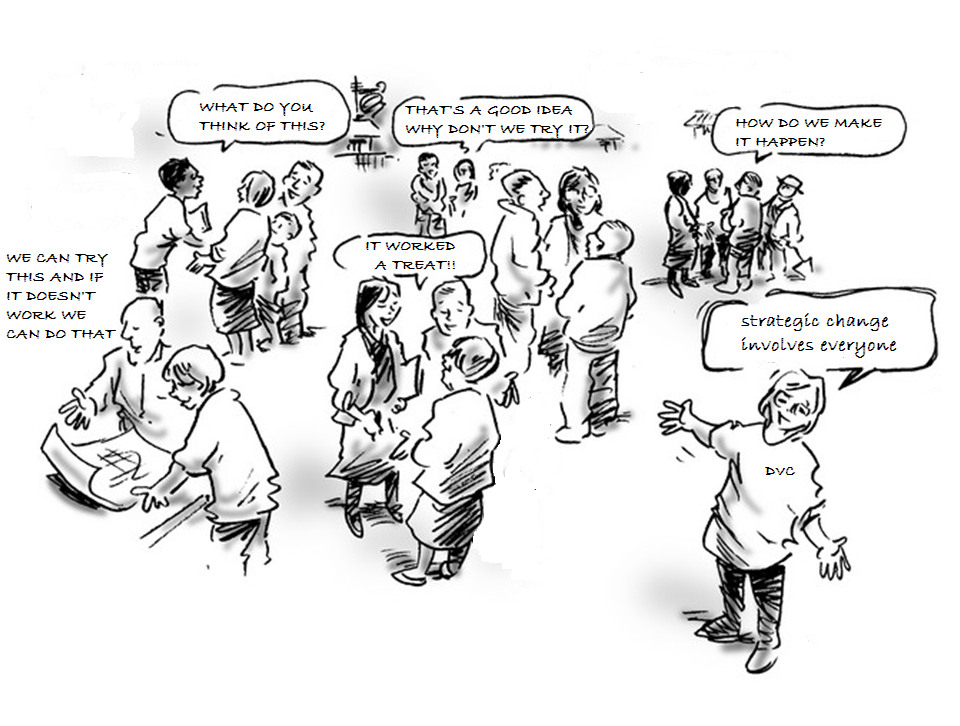 WHAT DO YOU
THINK OF THIS?
THAT'S A GOOD IDEA
WHY DON'T WE TRY IT?
HOW DO WE MAKE
IT HAPPEN?
WE CAN TRY
THIS AND IF
IT DOESN'T
WORK WE
CAN DO THAT
IT WORKED
A TREAT!!
strategic change
involves everyone
DVC